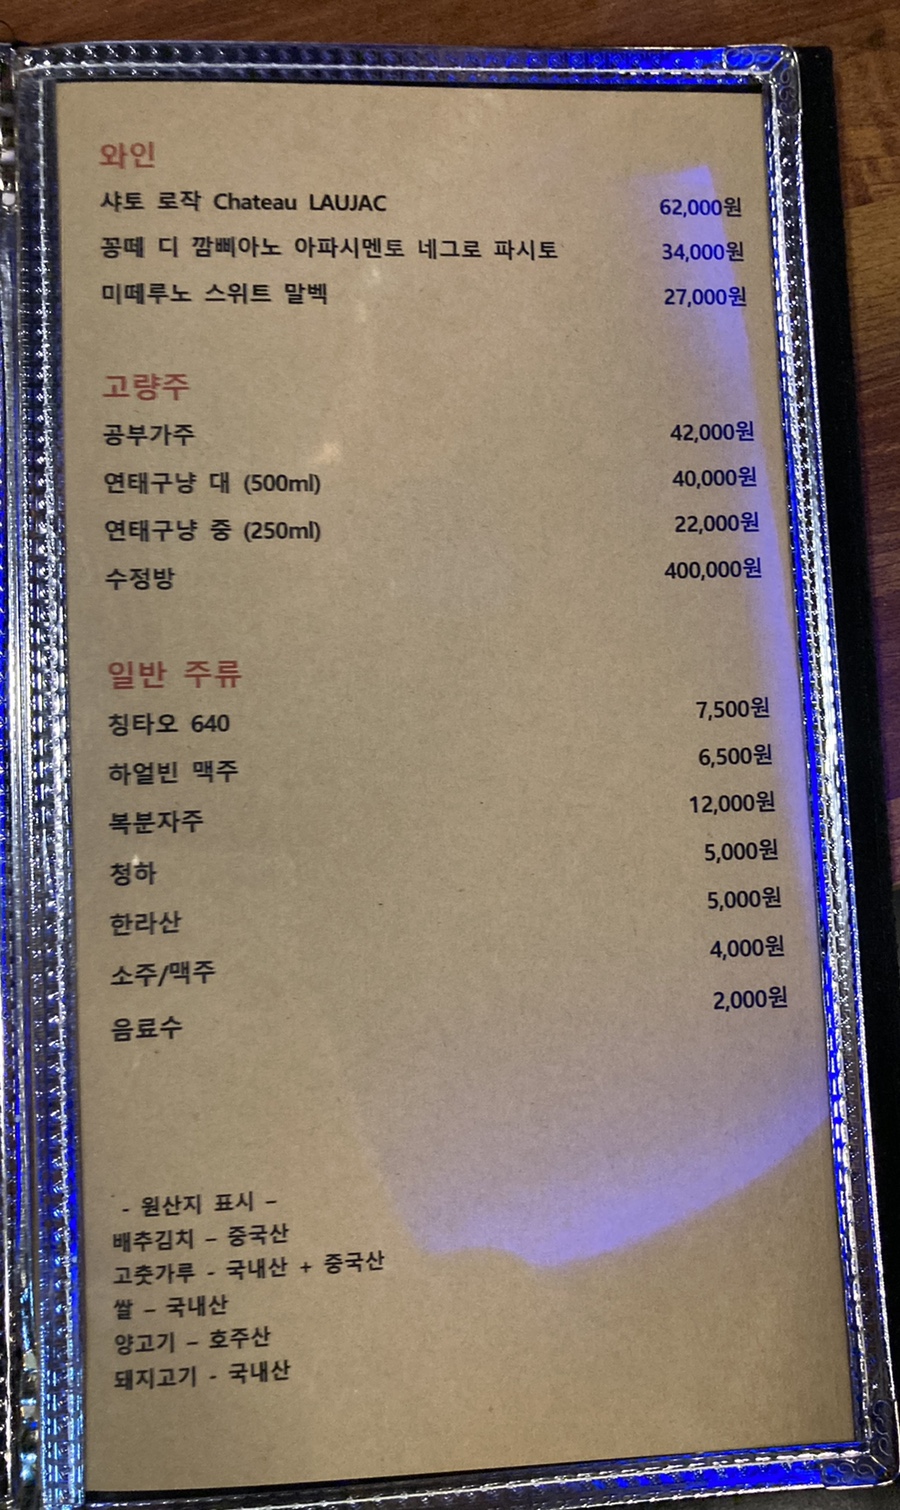 와인
샤토 로작 Chateau LAUJAC 62,000원
꽁떼 디 깜삐아노 아파시멘토 네그로 파시토 34,000원
미떼루노 스위트 말벡 27,000원
고량주
공부가주 42,000원
연태구냥 대 (500ml) 40,000원
연태구냥 중 (250ml) 22,000원
수정방 400,000원
일반 주류
칭타오 640 7,500원
하얼빈 맥주 6,500원
복분자주 12,000원
청하 5,000원
한라산 5,000원
소주/맥주 4,000원
음료수 2,000원
- 원산지 표시 –
배추김치 – 중국산
고춧가루 - 국내산 + 중국산
쌀 – 국내산
양고기 – 호주산
돼지고기 - 국내산